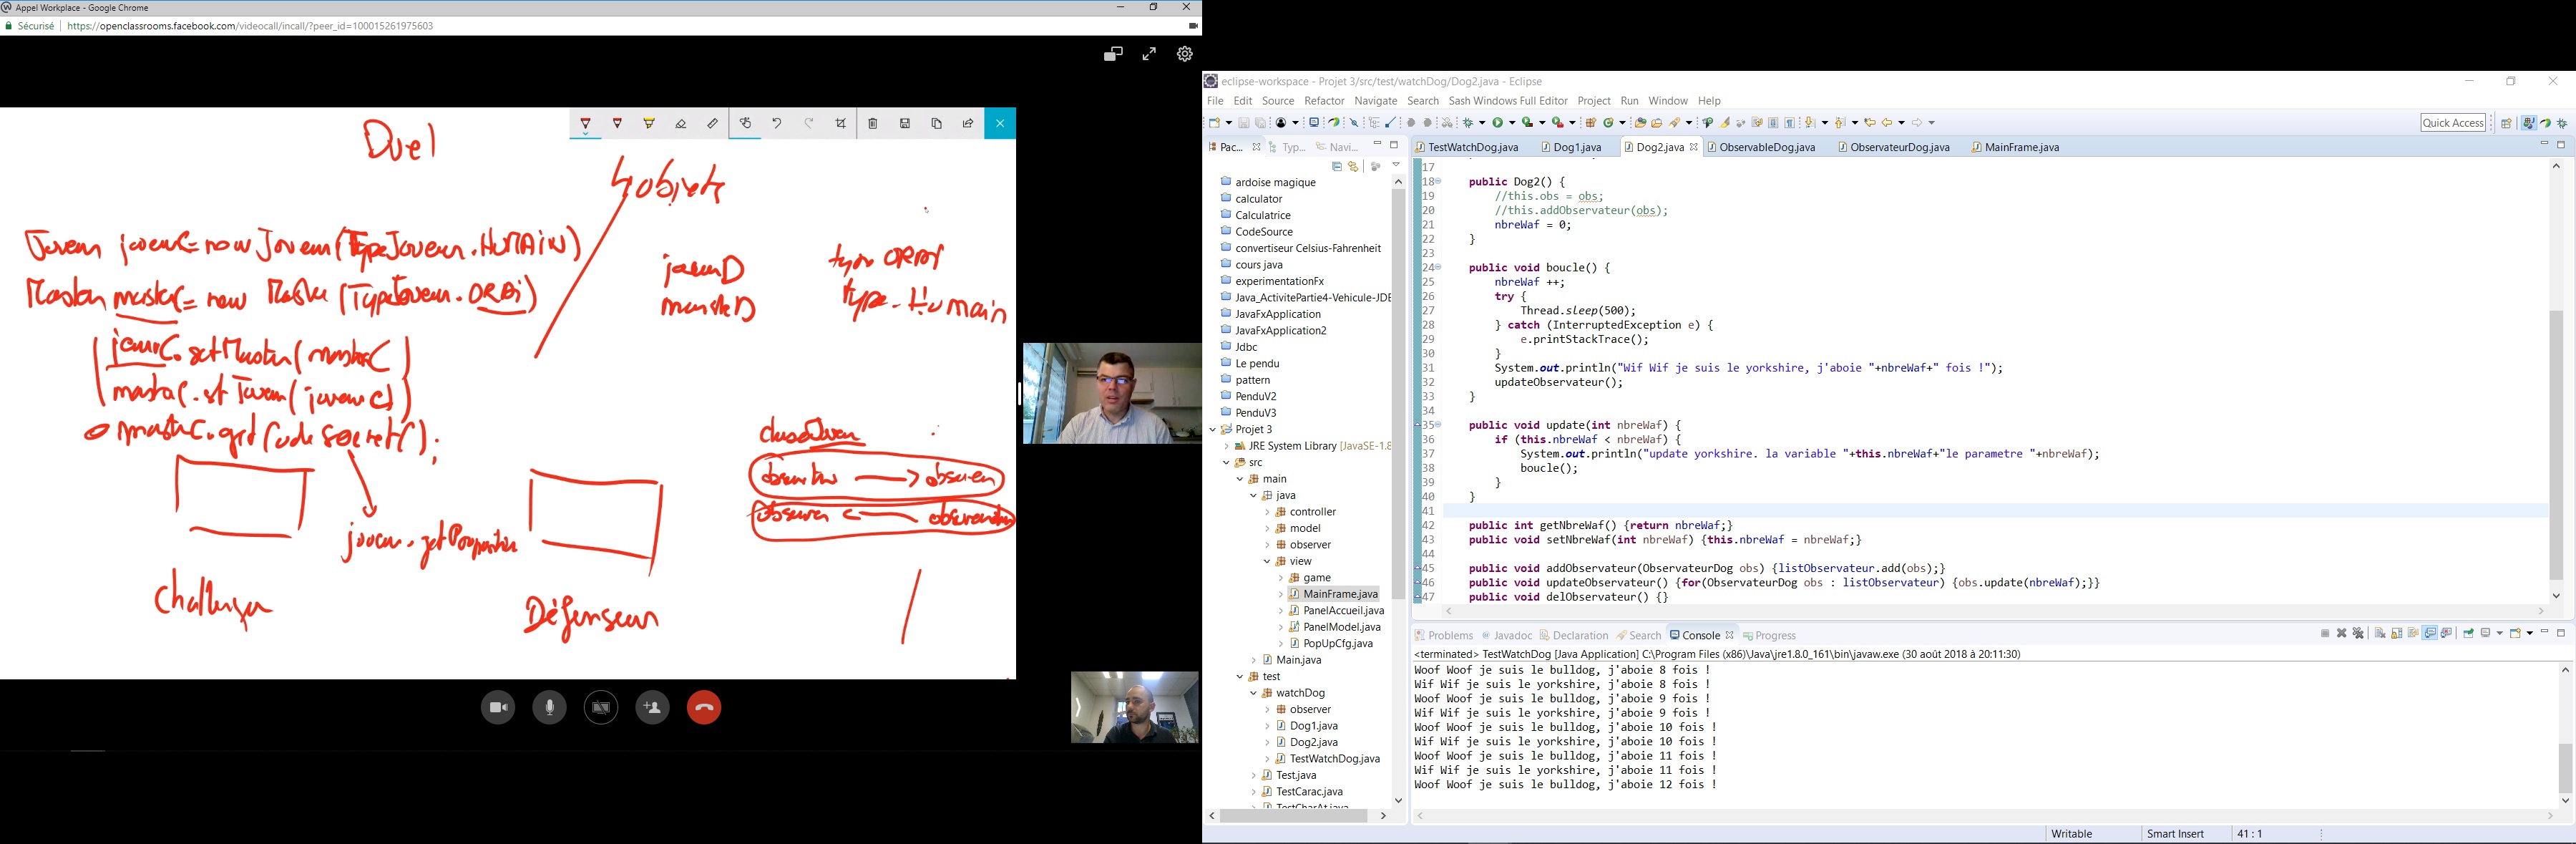 Appel Workplace - Google Chrome
Sécurisé | https://openclassrooms.facebook.com/videocall/incall/?peer_id=100015261975603
Duel
4 objets
Joueur joueurC = new Joueur(TypeJoueur.HUMAIN)
Master masterC = new Master(TypeJoueur.ORDI)
joueurC.setMaster(masterC
masterC.setJoueur(joueurC)
masterC.getCodeSecret();
joueur.getProposition
joueurD
masterD
type ORDI
type-Humain
Challenger
Défenseur
eclipse-workspace - Projet 3/src/test/watchDog/Dog2.java - Eclipse
File Edit Source Refactor Navigate Search Sash Windows Full Editor Project Run Window Help
Quick Access
Pac... Typ... Navi...
ardoise magique
calculator
Calculatrice
CodeSource
convertiseur Celsius-Fahrenheit
cours java
experimentationFx
Java_ActivitePartie4-Vehicule-JDE
JavaFxApplication
JavaFxApplication2
Jdbc
Le pendu
pattern
PenduV2
PenduV3
Projet 3
JRE System Library [JavaSE-1.8
src
main
java
controller
model
observer
view
game
MainFrame.java
PanelAccueil.java
PanelModel.java
PopUpCfg.java
Main.java
test
watchDog
observer
Dog1.java
Dog2.java
TestWatchDog.java
Test.java
TestCarac.java
TestCharAt.java
TestWatchDog.java Dog1.java Dog2.java ObservableDog.java ObservateurDog.java MainFrame.java
17
18 public Dog2() {
19 //this.obs = obs;
20 //this.addObservateur(obs);
21 nbreWaf = 0;
22 }
23
24 public void boucle() {
25 nbreWaf ++;
26 try {
27 Thread.sleep(500);
28 } catch (InterruptedException e) {
29 e.printStackTrace();
30 }
31 System.out.println("Wif Wif je suis le yorkshire, j'aboie "+nbreWaf+" fois !");
32 updateObservateur();
33 }
34
35 public void update(int nbreWaf) {
36 if (this.nbreWaf < nbreWaf) {
37 System.out.println("update yorkshire. la variable "+this.nbreWaf+"le parametre "+nbreWaf);
38 boucle();
39 }
40 }
41
42 public int getNbreWaf() {return nbreWaf;}
43 public void setNbreWaf(int nbreWaf) {this.nbreWaf = nbreWaf;}
44
45 public void addObservateur(ObservateurDog obs) {listObservateur.add(obs);}
46 public void updateObservateur() {for(ObservateurDog obs : listObservateur) {obs.update(nbreWaf);}}
47 public void delObservateur() {}
Problems Javadoc Declaration Search Console Progress
<terminated> TestWatchDog [Java Application] C:\Program Files (x86)\Java\jre1.8.0_161\bin\javaw.exe (30 août 2018 à 20:11:30)
Woof Woof je suis le bulldog, j'aboie 8 fois !
Wif Wif je suis le yorkshire, j'aboie 8 fois !
Woof Woof je suis le bulldog, j'aboie 9 fois !
Wif Wif je suis le yorkshire, j'aboie 9 fois !
Woof Woof je suis le bulldog, j'aboie 10 fois !
Wif Wif je suis le yorkshire, j'aboie 10 fois !
Woof Woof je suis le bulldog, j'aboie 11 fois !
Wif Wif je suis le yorkshire, j'aboie 11 fois !
Woof Woof je suis le bulldog, j'aboie 12 fois !
Writable Smart Insert 41 : 1